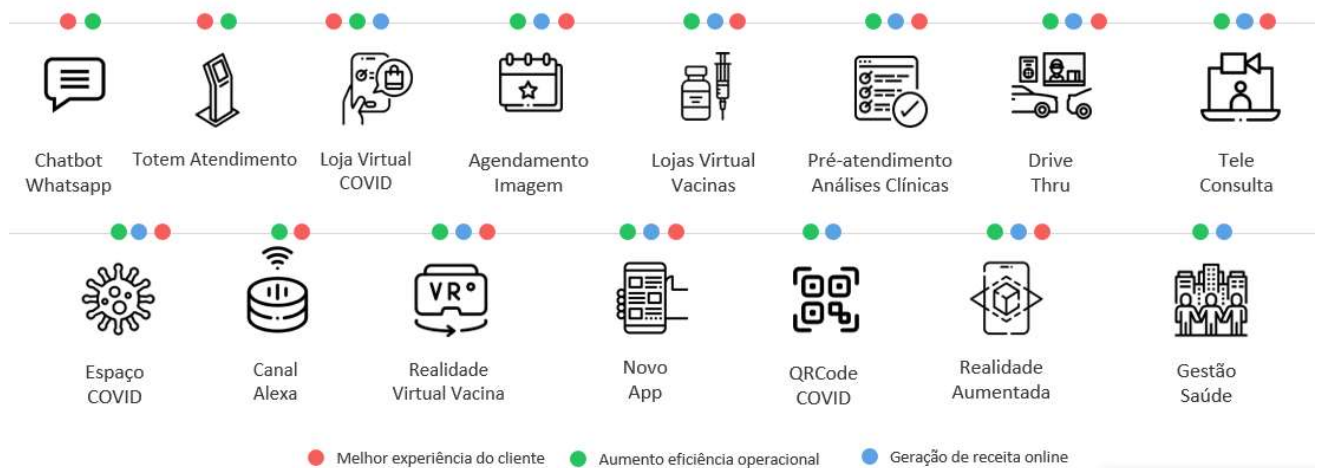 Chatbot
Whatsapp
Totem Atendimento
Loja Virtual
COVID
Agendamento
Imagem
Lojas Virtual
Vacinas
Pré-atendimento
Análises Clínicas
Drive
Thru
Tele
Consulta
Espaço
COVID
Canal
Alexa
VR
Realidade
Virtual Vacina
Novo
App
QRCode
COVID
Realidade
Aumentada
Gestão
Saúde
Melhor experiência do cliente
Aumento eficiência operacional
Geração de receita online